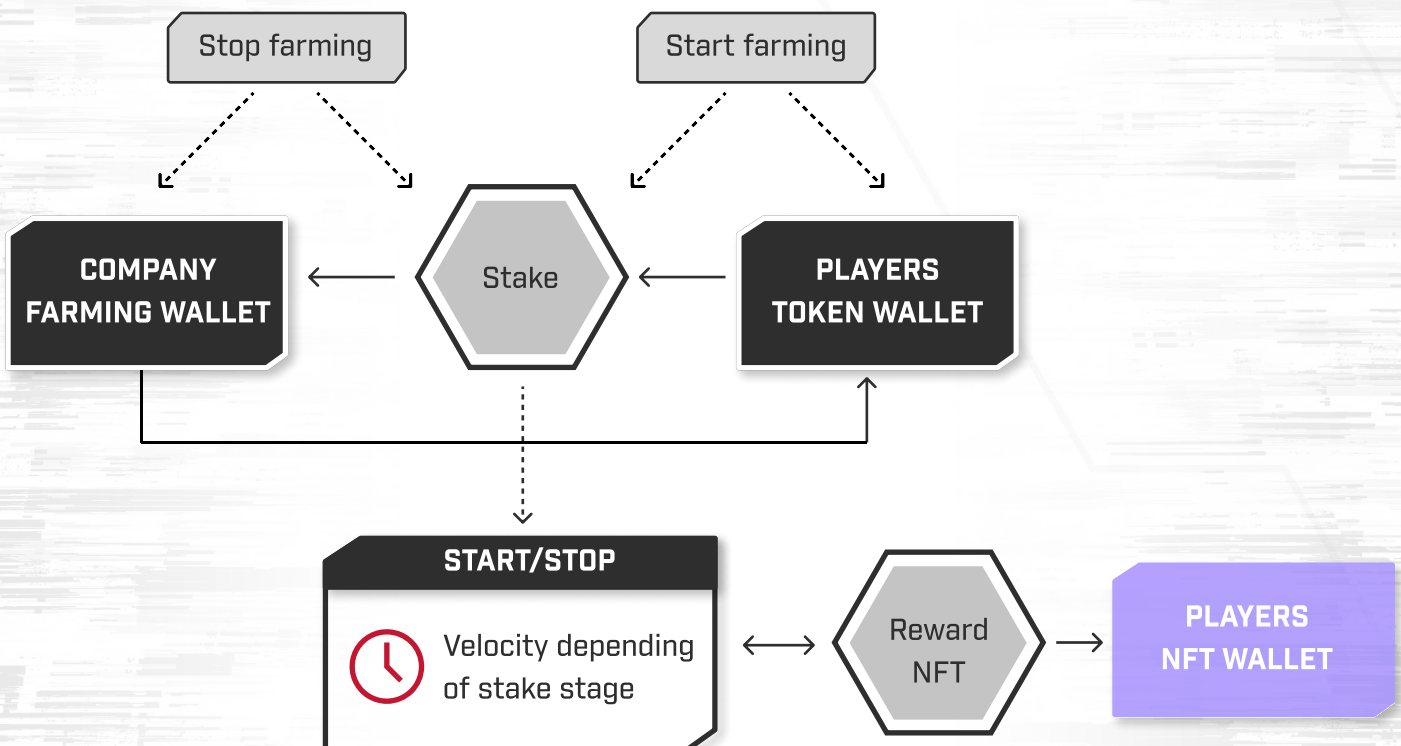 Stop farming
Start farming
COMPANY
FARMING WALLET
Stake
PLAYERS
TOKEN WALLET
START/STOP
Velocity depending
of stake stage
Reward
NFT
PLAYERS
NFT WALLET